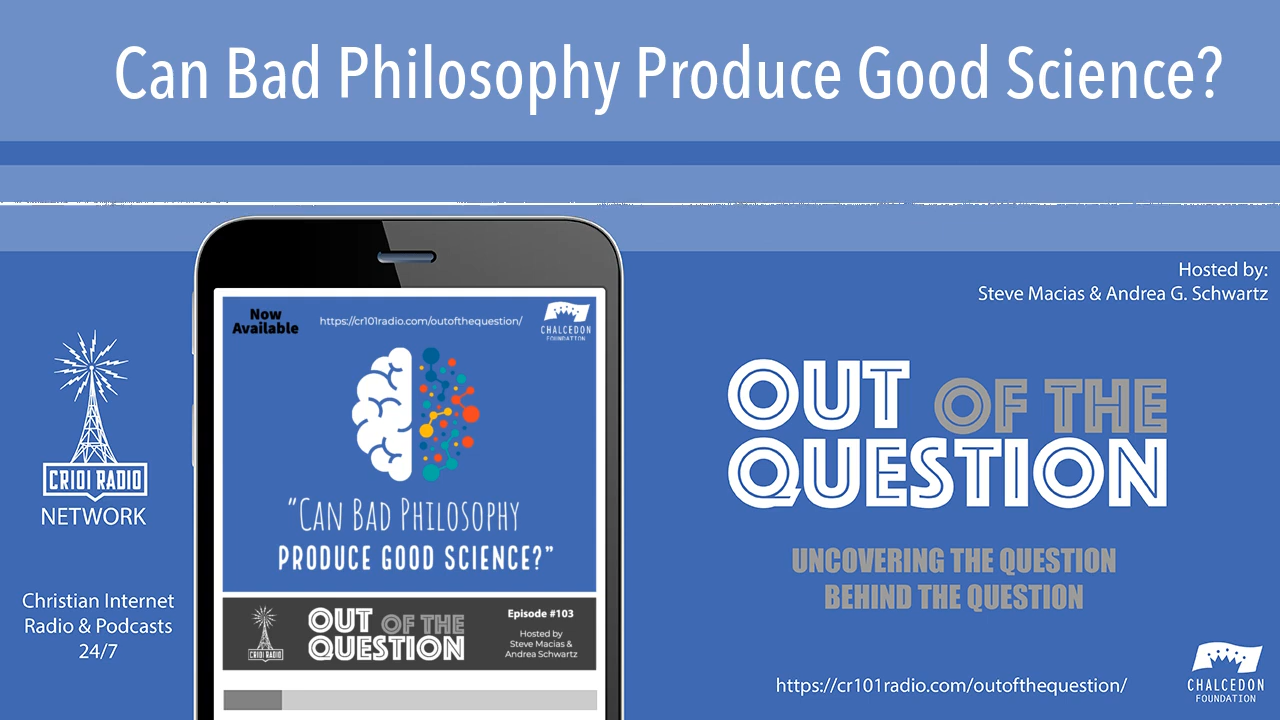 Can Bad Philosophy Produce Good Science?
Hosted by:
Steve Macias & Andrea G. Schwartz
CR101 RADIO
NETWORK
Christian Internet
Radio & Podcasts
24/7
Now
Available
https://cr101radio.com/outofthequestion/
CHALCEDON
FOUNDATION
"CAN BAD PHILOSOPHY
PRODUCE GOOD SCIENCE?"
CR101 RADIO
OUT OF THE
QUESTION
Episode #103
Hosted by
Steve Macias &
Andrea Schwartz
OUT OF THE
QUESTION
UNCOVERING THE QUESTION
BEHIND THE QUESTION
https://cr101radio.com/outofthequestion/
CHALCEDON
FOUNDATION